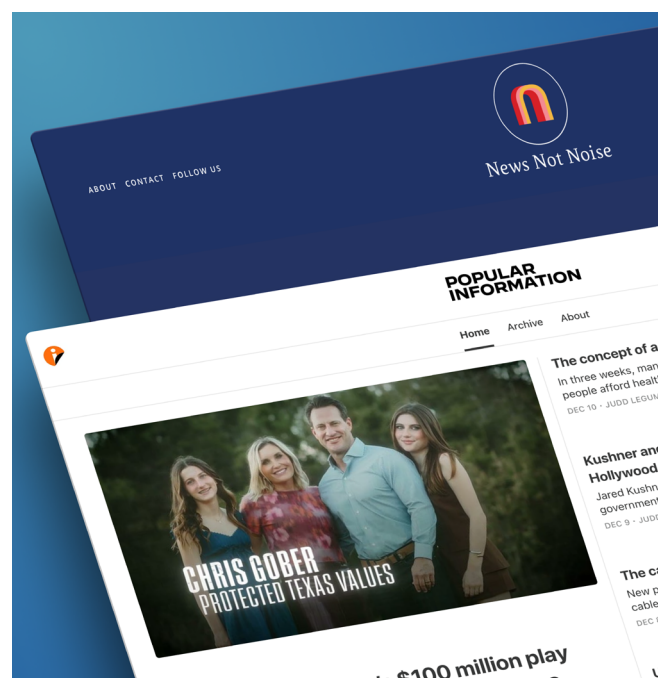 News Not Noise
ABOUT CONTACT FOLLOW US
POPULAR
INFORMATION
Home Archive About
CHRIS GOBER
PROTECTED TEXAS VALUES
$100 million play
The concept of a
In three weeks, man
people afford healt
DEC 10 · JUDD LEGUM
Kushner and
Hollywood
Jared Kushn
government
DEC 9 · JUDD
The ca
New p
cable
DEC